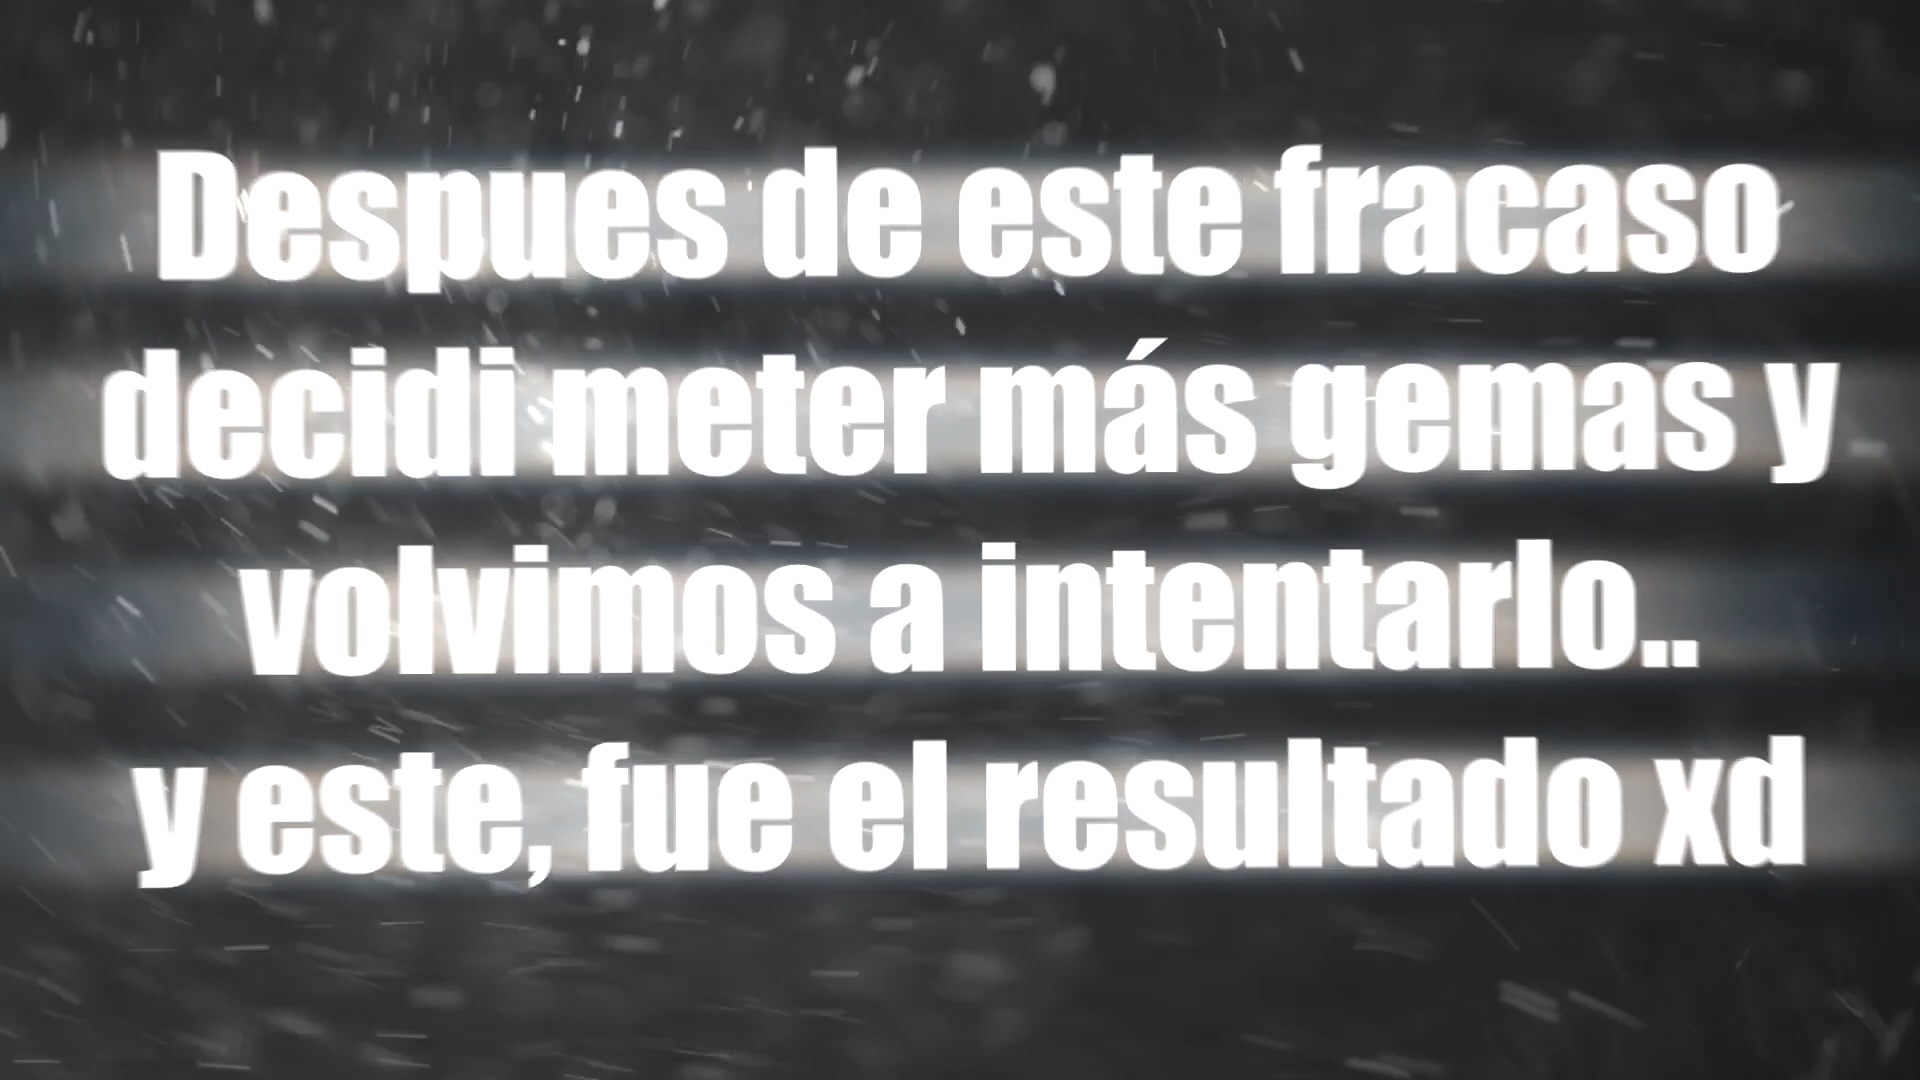 Despues de este fracaso
decidi meter más gemas y
volvimos a intentarlo..
y este, fue el resultado xd